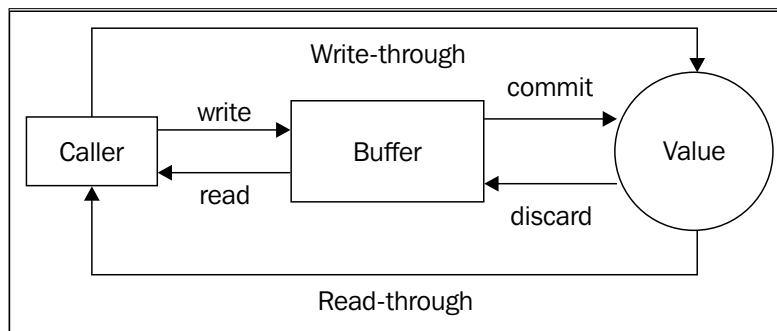 Write-through
commit
write
Caller
Buffer
Value
read
discard
Read-through